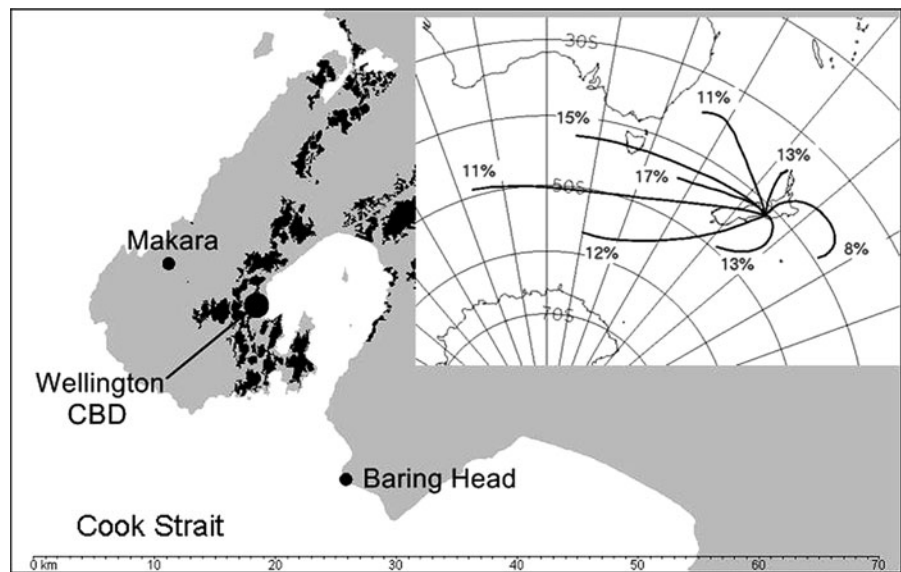 30S
11%
15%
13%
17%
11%
50S
12%
13%
8%
70S
Makara
Wellington
CBD
Baring Head
Cook Strait
0 km
10
20
30
40
50
60
70